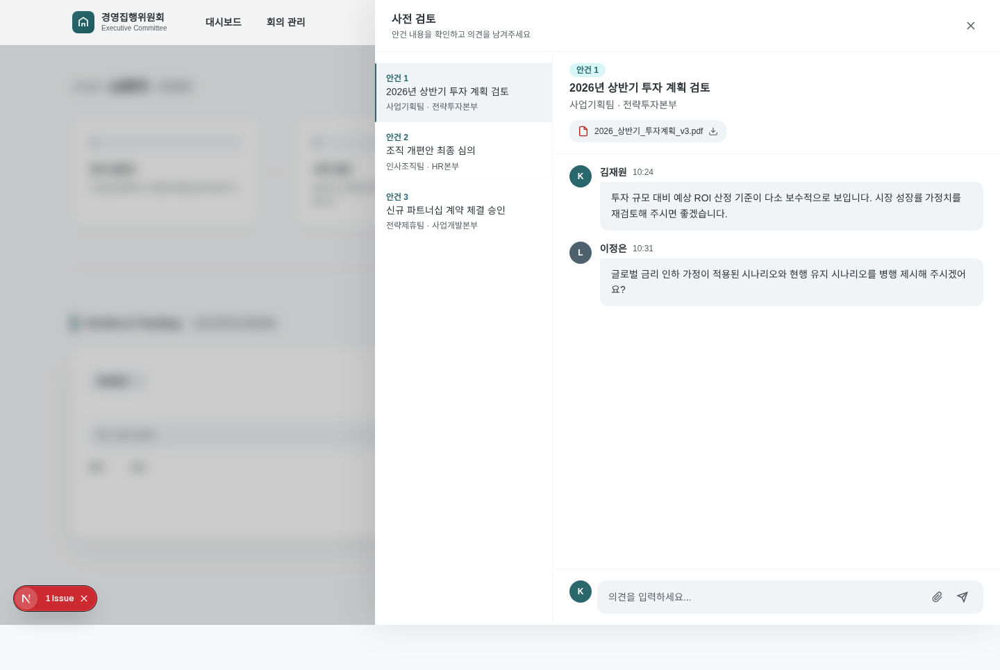 경영집행위원회
Executive Committee
대시보드
회의 관리
사전 검토
안건 내용을 확인하고 의견을 남겨주세요
안건 1
2026년 상반기 투자 계획 검토
사업기획팀 · 전략투자본부
안건 2
조직 개편안 최종 심의
인사조직팀 · HR본부
안건 3
신규 파트너십 계약 체결 승인
전략제휴팀 · 사업개발본부
안건 1
2026년 상반기 투자 계획 검토
사업기획팀 · 전략투자본부
2026_상반기_투자계획_v3.pdf
K
김재원 10:24
투자 규모 대비 예상 ROI 산정 기준이 다소 보수적으로 보입니다. 시장 성장률 가정치를
재검토해 주시면 좋겠습니다.
L
이정은 10:31
글로벌 금리 인하 가정이 적용된 시나리오와 현행 유지 시나리오를 병행 제시해 주시겠어
요?
K
의견을 입력하세요...
N
1 Issue